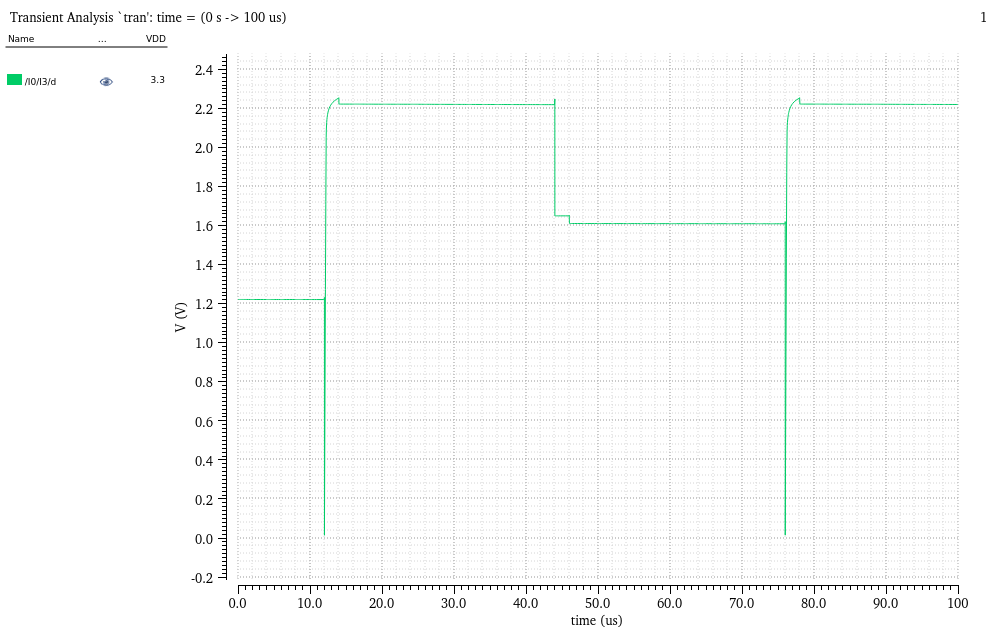 Transient Analysis `tran': time = (0 s -> 100 us) 1
Name ... VDD
/I0/I3/d 3.3
2.4
2.2
2.0
1.8
1.6
1.4
1.2
1.0
0.8
0.6
0.4
0.2
0.0
-0.2
V (V)
0.0 10.0 20.0 30.0 40.0 50.0 60.0 70.0 80.0 90.0 100
time (us)